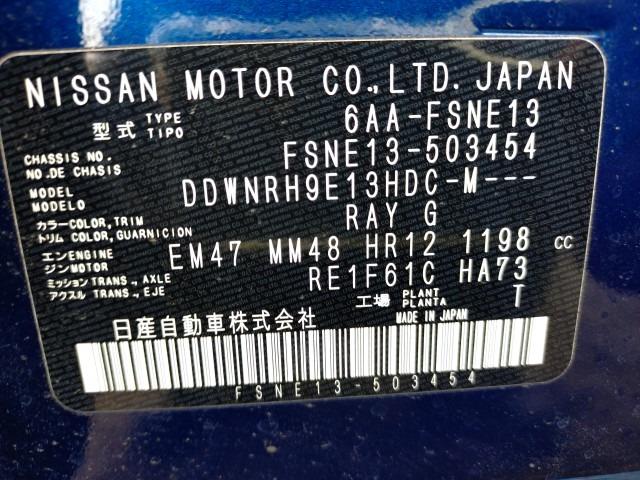 NISSAN MOTOR CO.,LTD. JAPAN
型式 TYPE TIPO 6AA-FSNE13
CHASSIS NO. NO.DE CHASIS FSNE13-503454
MODEL MODELO DDWNRH9E13HDC-M---
カラー COLOR, TRIM トリム COLOR, GUARNICION RAY G
エンジン ENGINE MOTOR EM47 MM48 HR12 1198 CC
ミッション TRANS., AXLE アクスル TRANS., EJE RE1F61C HA73
工場 PLANT PLANTA T
日産自動車株式会社 MADE IN JAPAN
FSNE13-503454